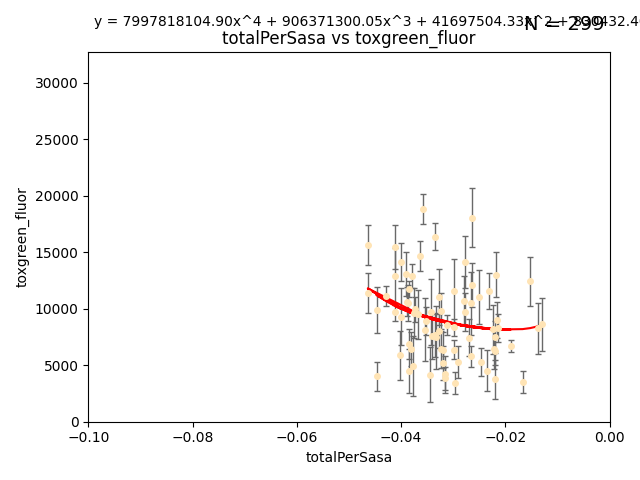 y = 7997818104.90x^4 + 906371300.05x^3 + 41697504.33x^2 +
N = 299
totalPerSasa vs toxgreen_fluor
30000
25000
20000
15000
10000
5000
0
toxgreen_fluor
−0.10 −0.08 −0.06 −0.04 −0.02 0.00
totalPerSasa